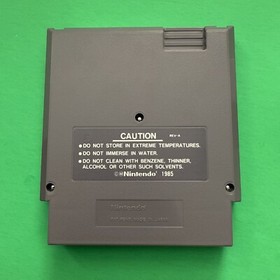 CAUTION
REV-A
●DO NOT STORE IN EXTREME TEMPERATURES.
●DO NOT IMMERSE IN WATER.
●DO NOT CLEAN WITH BENZENE, THINNER,
ALCOHOL OR OTHER SUCH SOLVENTS.
©®Nintendo® 1985